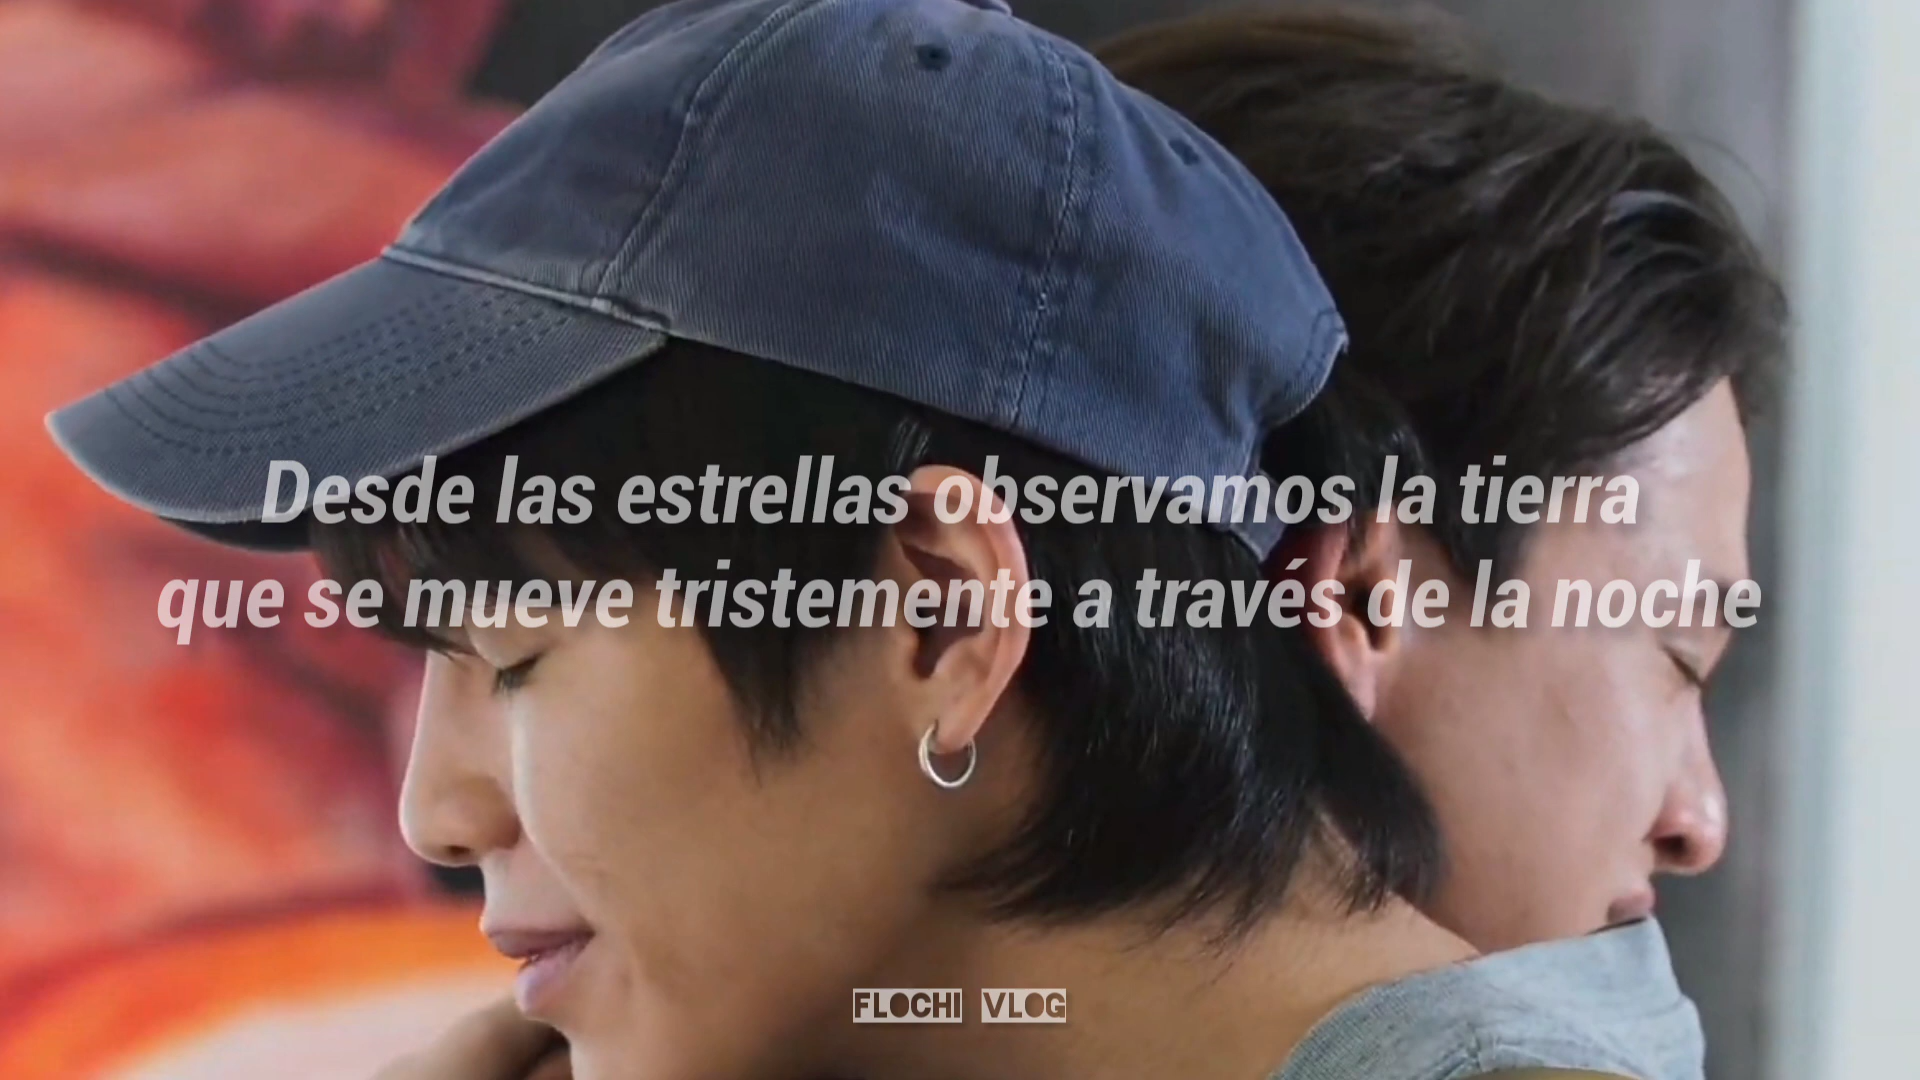 Desde las estrellas observamos la tierra
que se mueve tristemente a través de la noche
FLOCHI VLOG